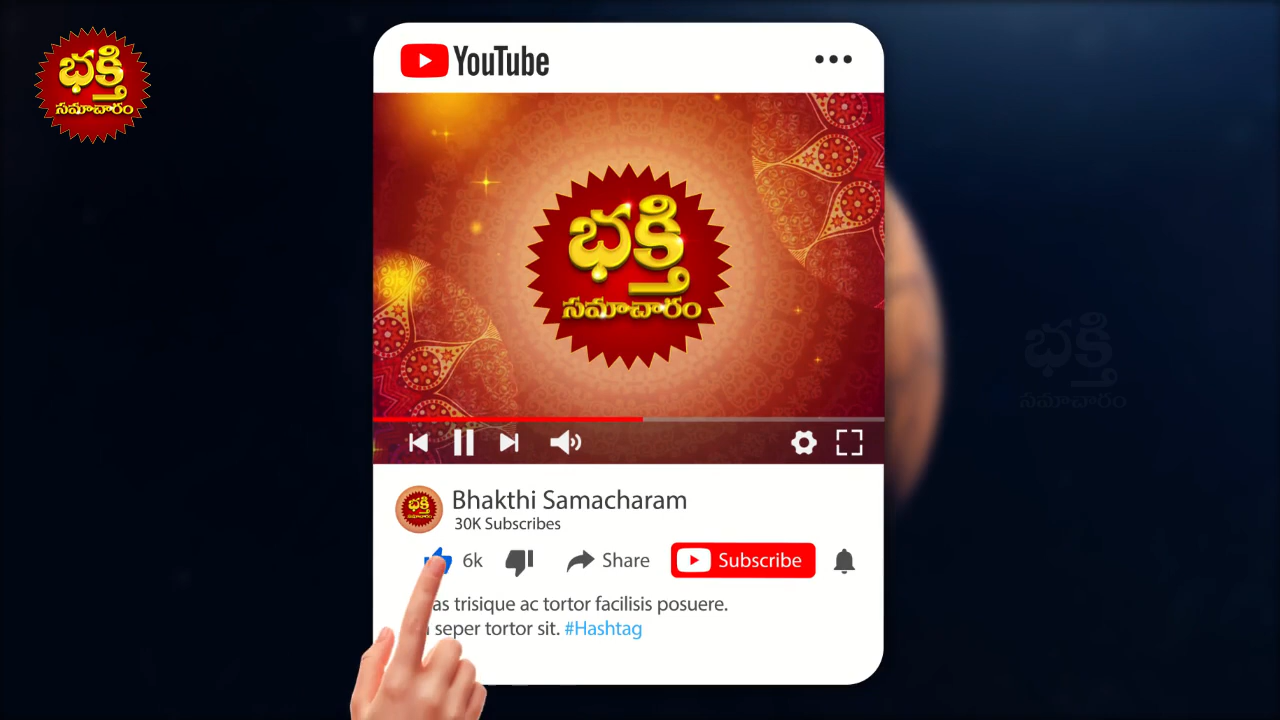 భక్తి
సమాచారం
YouTube
భక్తి
సమాచారం
భక్తి
సమాచారం
Bhakthi Samacharam
30K Subscribes
6k
Share
Subscribe
as trisique ac tortor facilisis posuere.
seper tortor sit. #Hashtag